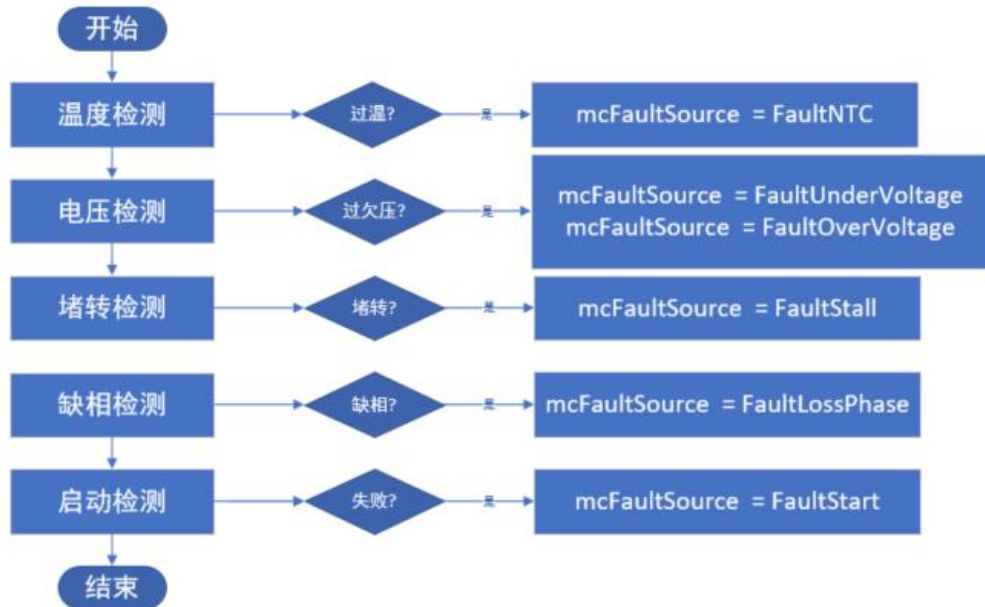 开始
温度检测
过温?
是
mcFaultSource = FaultNTC
电压检测
过欠压?
是
mcFaultSource = FaultUnderVoltage
mcFaultSource = FaultOverVoltage
堵转检测
堵转?
是
mcFaultSource = FaultStall
缺相检测
缺相?
是
mcFaultSource = FaultLossPhase
启动检测
失败?
是
mcFaultSource = FaultStart
结束